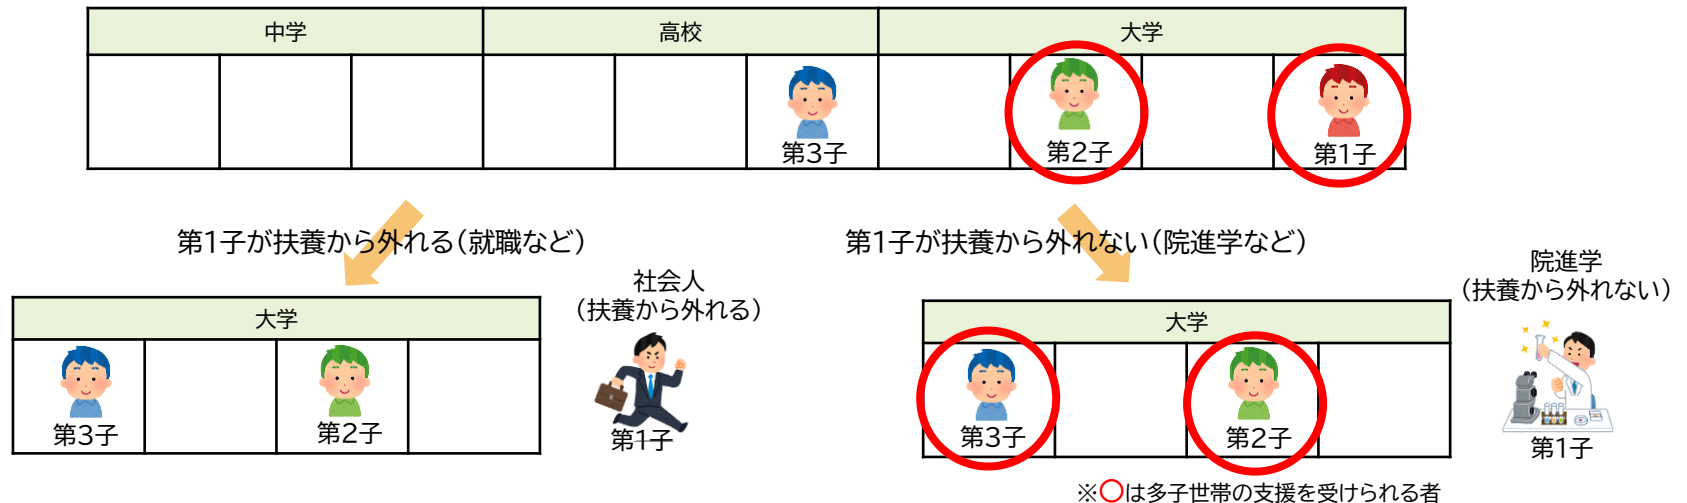 中学 高校 大学
第3子 第2子 第1子
第1子が扶養から外れる(就職など)
第1子が扶養から外れない(院進学など)
社会人
(扶養から外れる)
大学
第3子 第2子
第1子
院進学
(扶養から外れない)
大学
第3子 第2子
第1子
※〇は多子世帯の支援を受けられる者